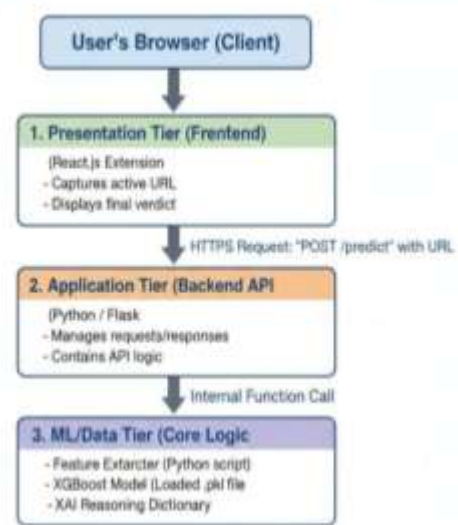 User's Browser (Client)
1. Presentation Tier (Frentend)
(React.js Extension
- Captures active URL
- Displays final verdict
HTTPS Request: "POST /predict" with URL
2. Application Tier (Backend API
(Python / Flask
- Manages requests/responses
- Contains API logic
Internal Function Call
3. ML/Data Tier (Core Logic
- Feature Extarcter (Python script)
- XGBoost Model (Loaded .pkl file
- XAI Reasoning Dictionary